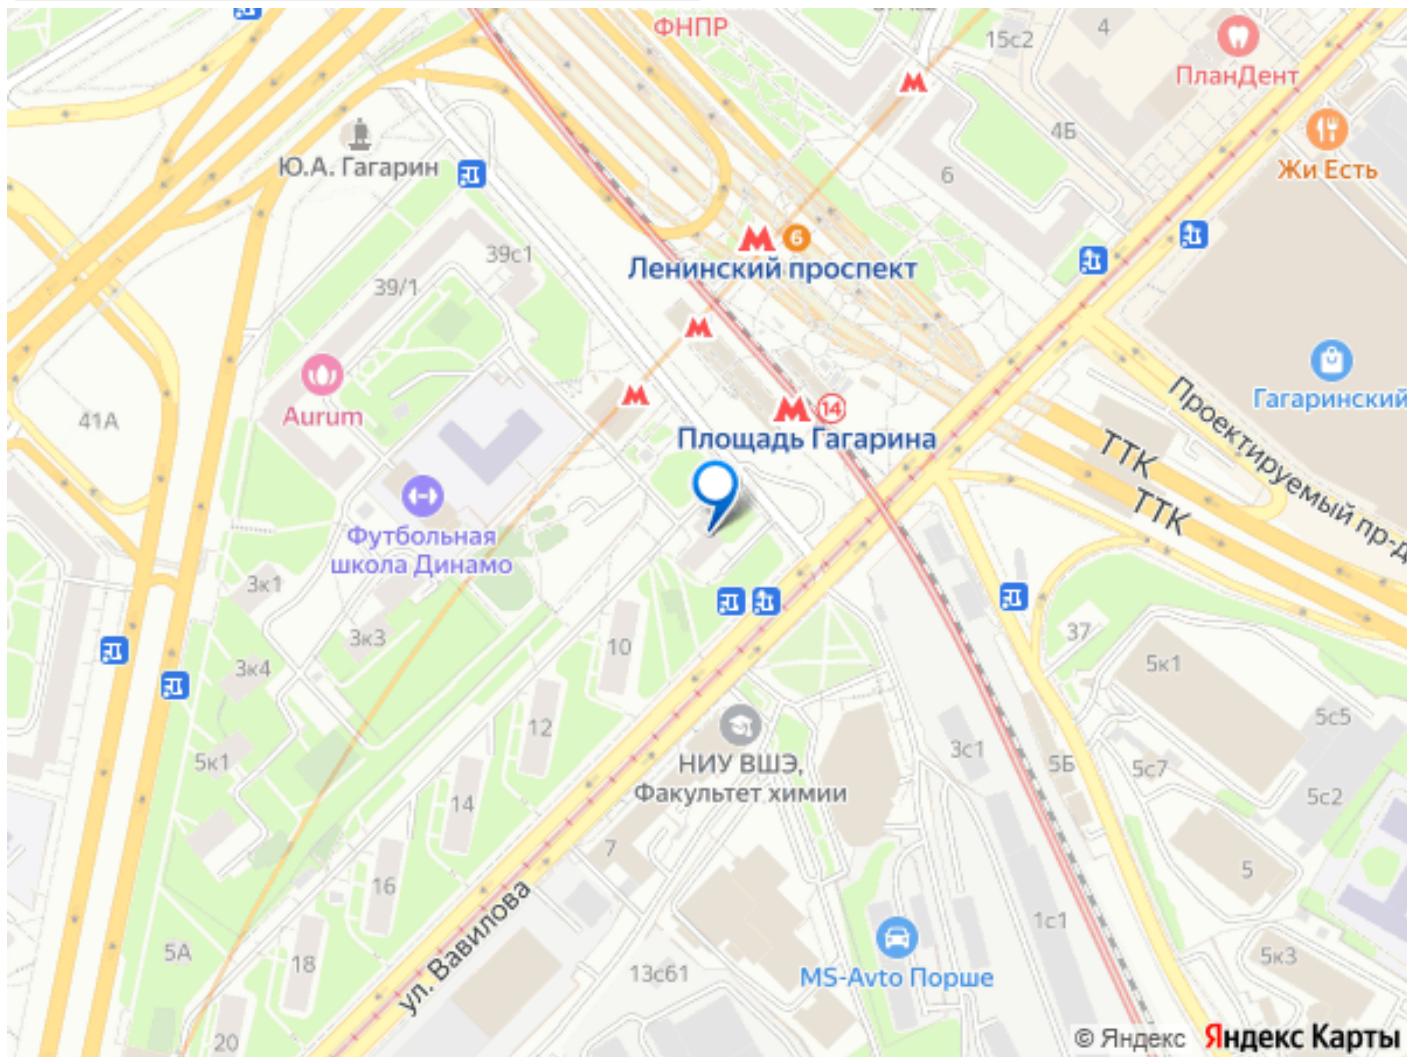 ФНПР
15с2
4
ПланДент
Ю.А. Гагарин
4Б
6
Жи Есть
39с1
39/1
6
Ленинский проспект
Aurum
41А
14
Площадь Гагарина
Гагаринский
Проектируемый пр-д
ТТК
ТТК
Футбольная
школа Динамо
3к1
3к3
3к4
10
37
5к1
12
5к1
НИУ ВШЭ,
Факультет химии
3с1
5Б
5с7
5с5
5с2
14
7
16
5
ул. Вавилова
5А
18
20
13с61
MS-Avto Порше
1с1
5к3
© Яндекс Яндекс Карты